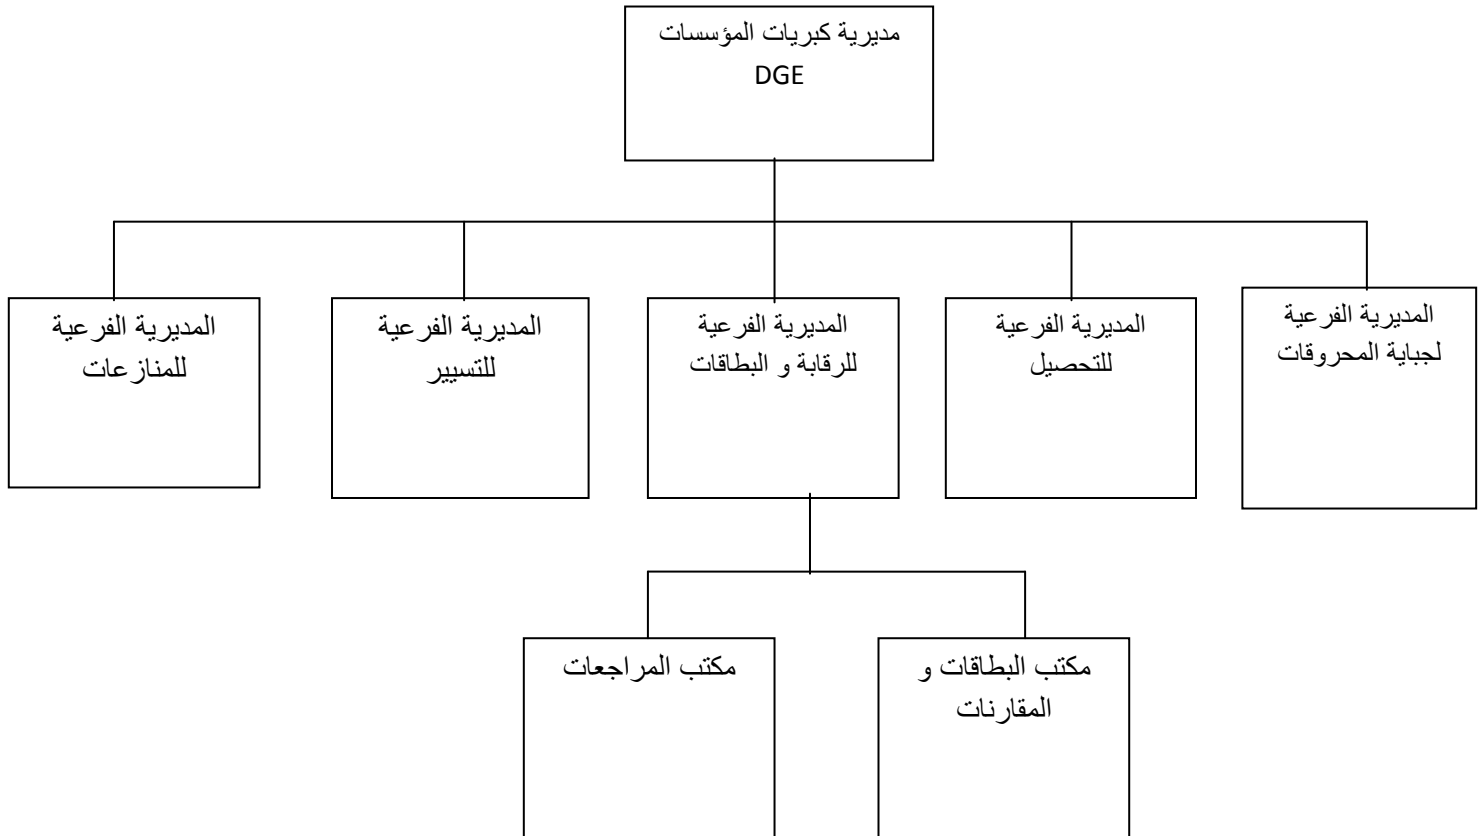 مديرية كبريات المؤسسات
DGE
المديرية الفرعية
لجباية المحروقات
المديرية الفرعية
للتحصيل
المديرية الفرعية
للرقابة و البطاقات
المديرية الفرعية
للتسيير
المديرية الفرعية
للمنازعات
مكتب البطاقات و
المقارنات
مكتب المراجعات